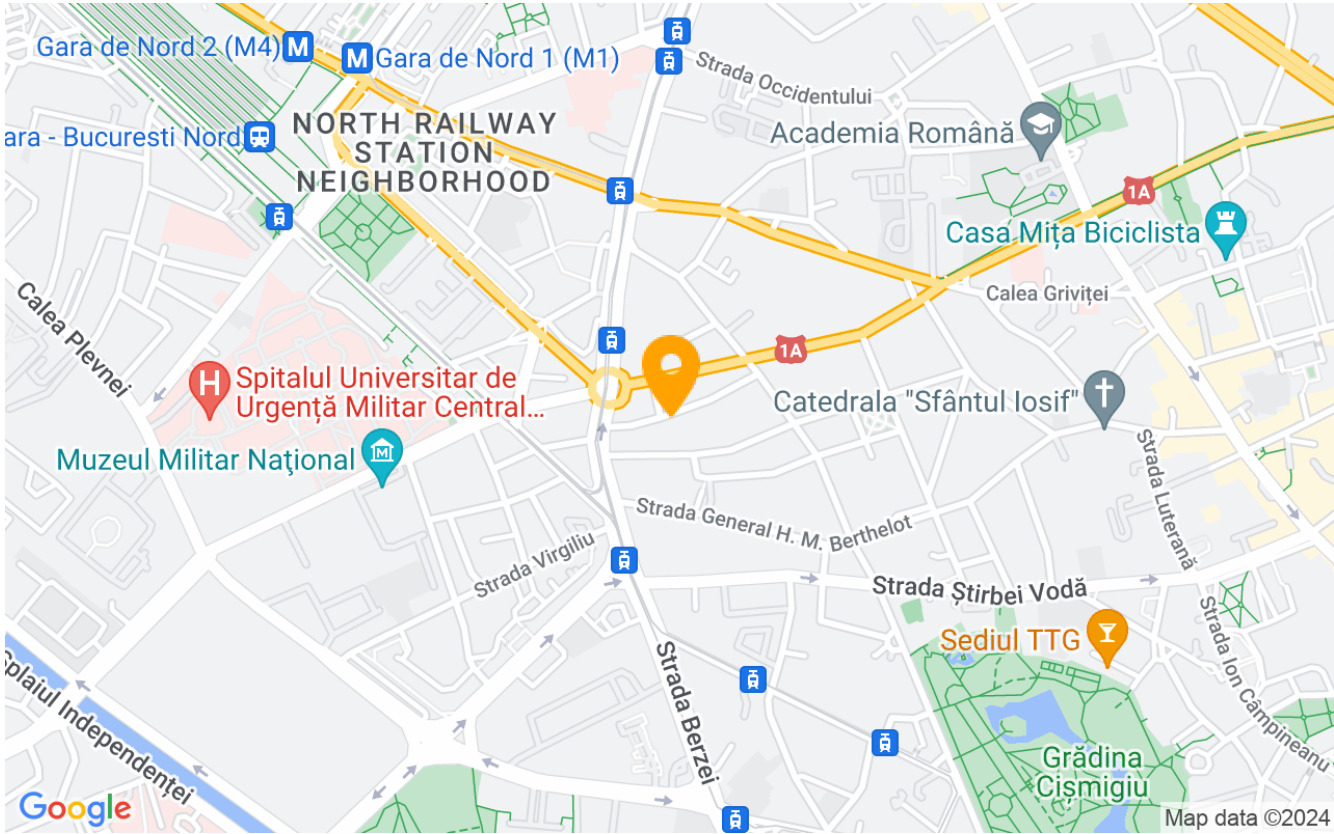 Gara de Nord 2 (M4)
M
M
Gara de Nord 1 (M1)
Strada Occidentului
ara - Bucuresti Nord
NORTH RAILWAY
STATION
NEIGHBORHOOD
Academia Română
1A
Casa Mița Biciclista
Calea Griviței
Calea Plevnei
1A
H
Spitalul Universitar de
Urgență Militar Central...
Catedrala "Sfântul Iosif"
Muzeul Militar Naţional
M
Strada Luterană
Strada General H. M. Berthelot
Strada Virgiliu
Strada Știrbei Vodă
Sediul TTG
Strada Ion Câmpineanu
Splaiul Independenței
Strada Berzei
Grădina
Cișmigiu
Google
Map data ©2024